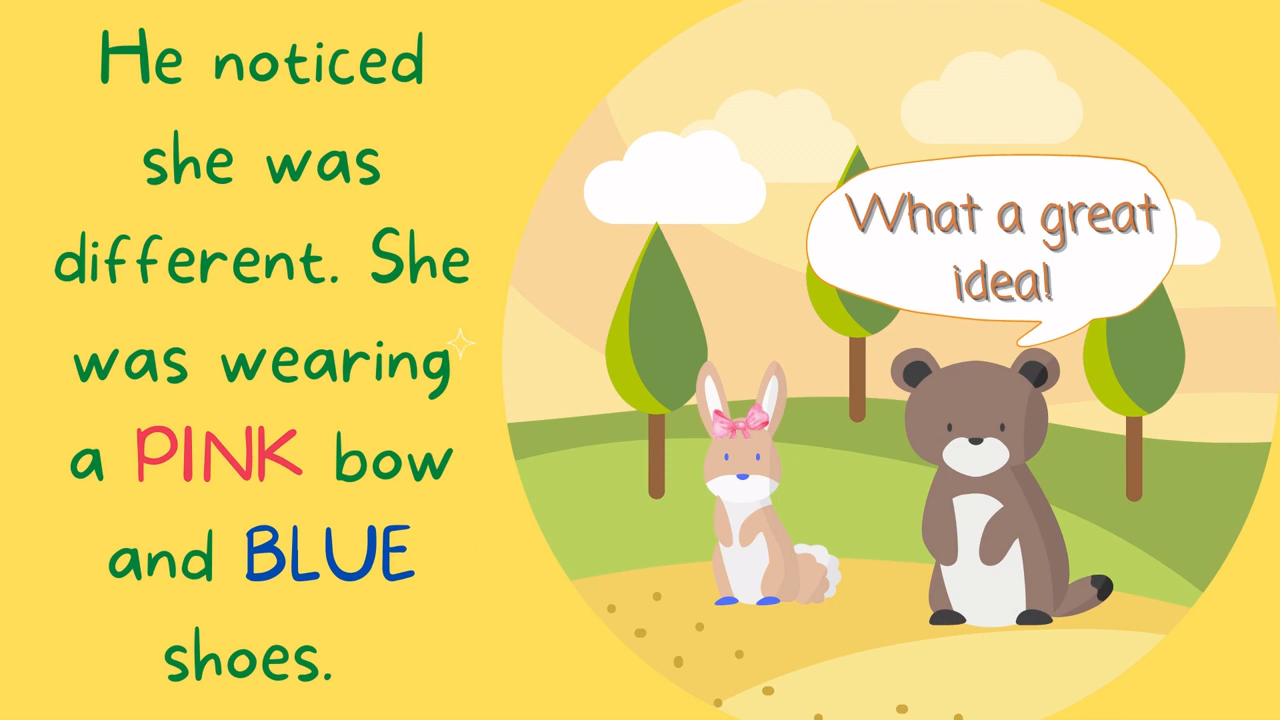 He noticed
she was
different. She
was wearing
a PINK bow
and BLUE
shoes.
What a great
idea!